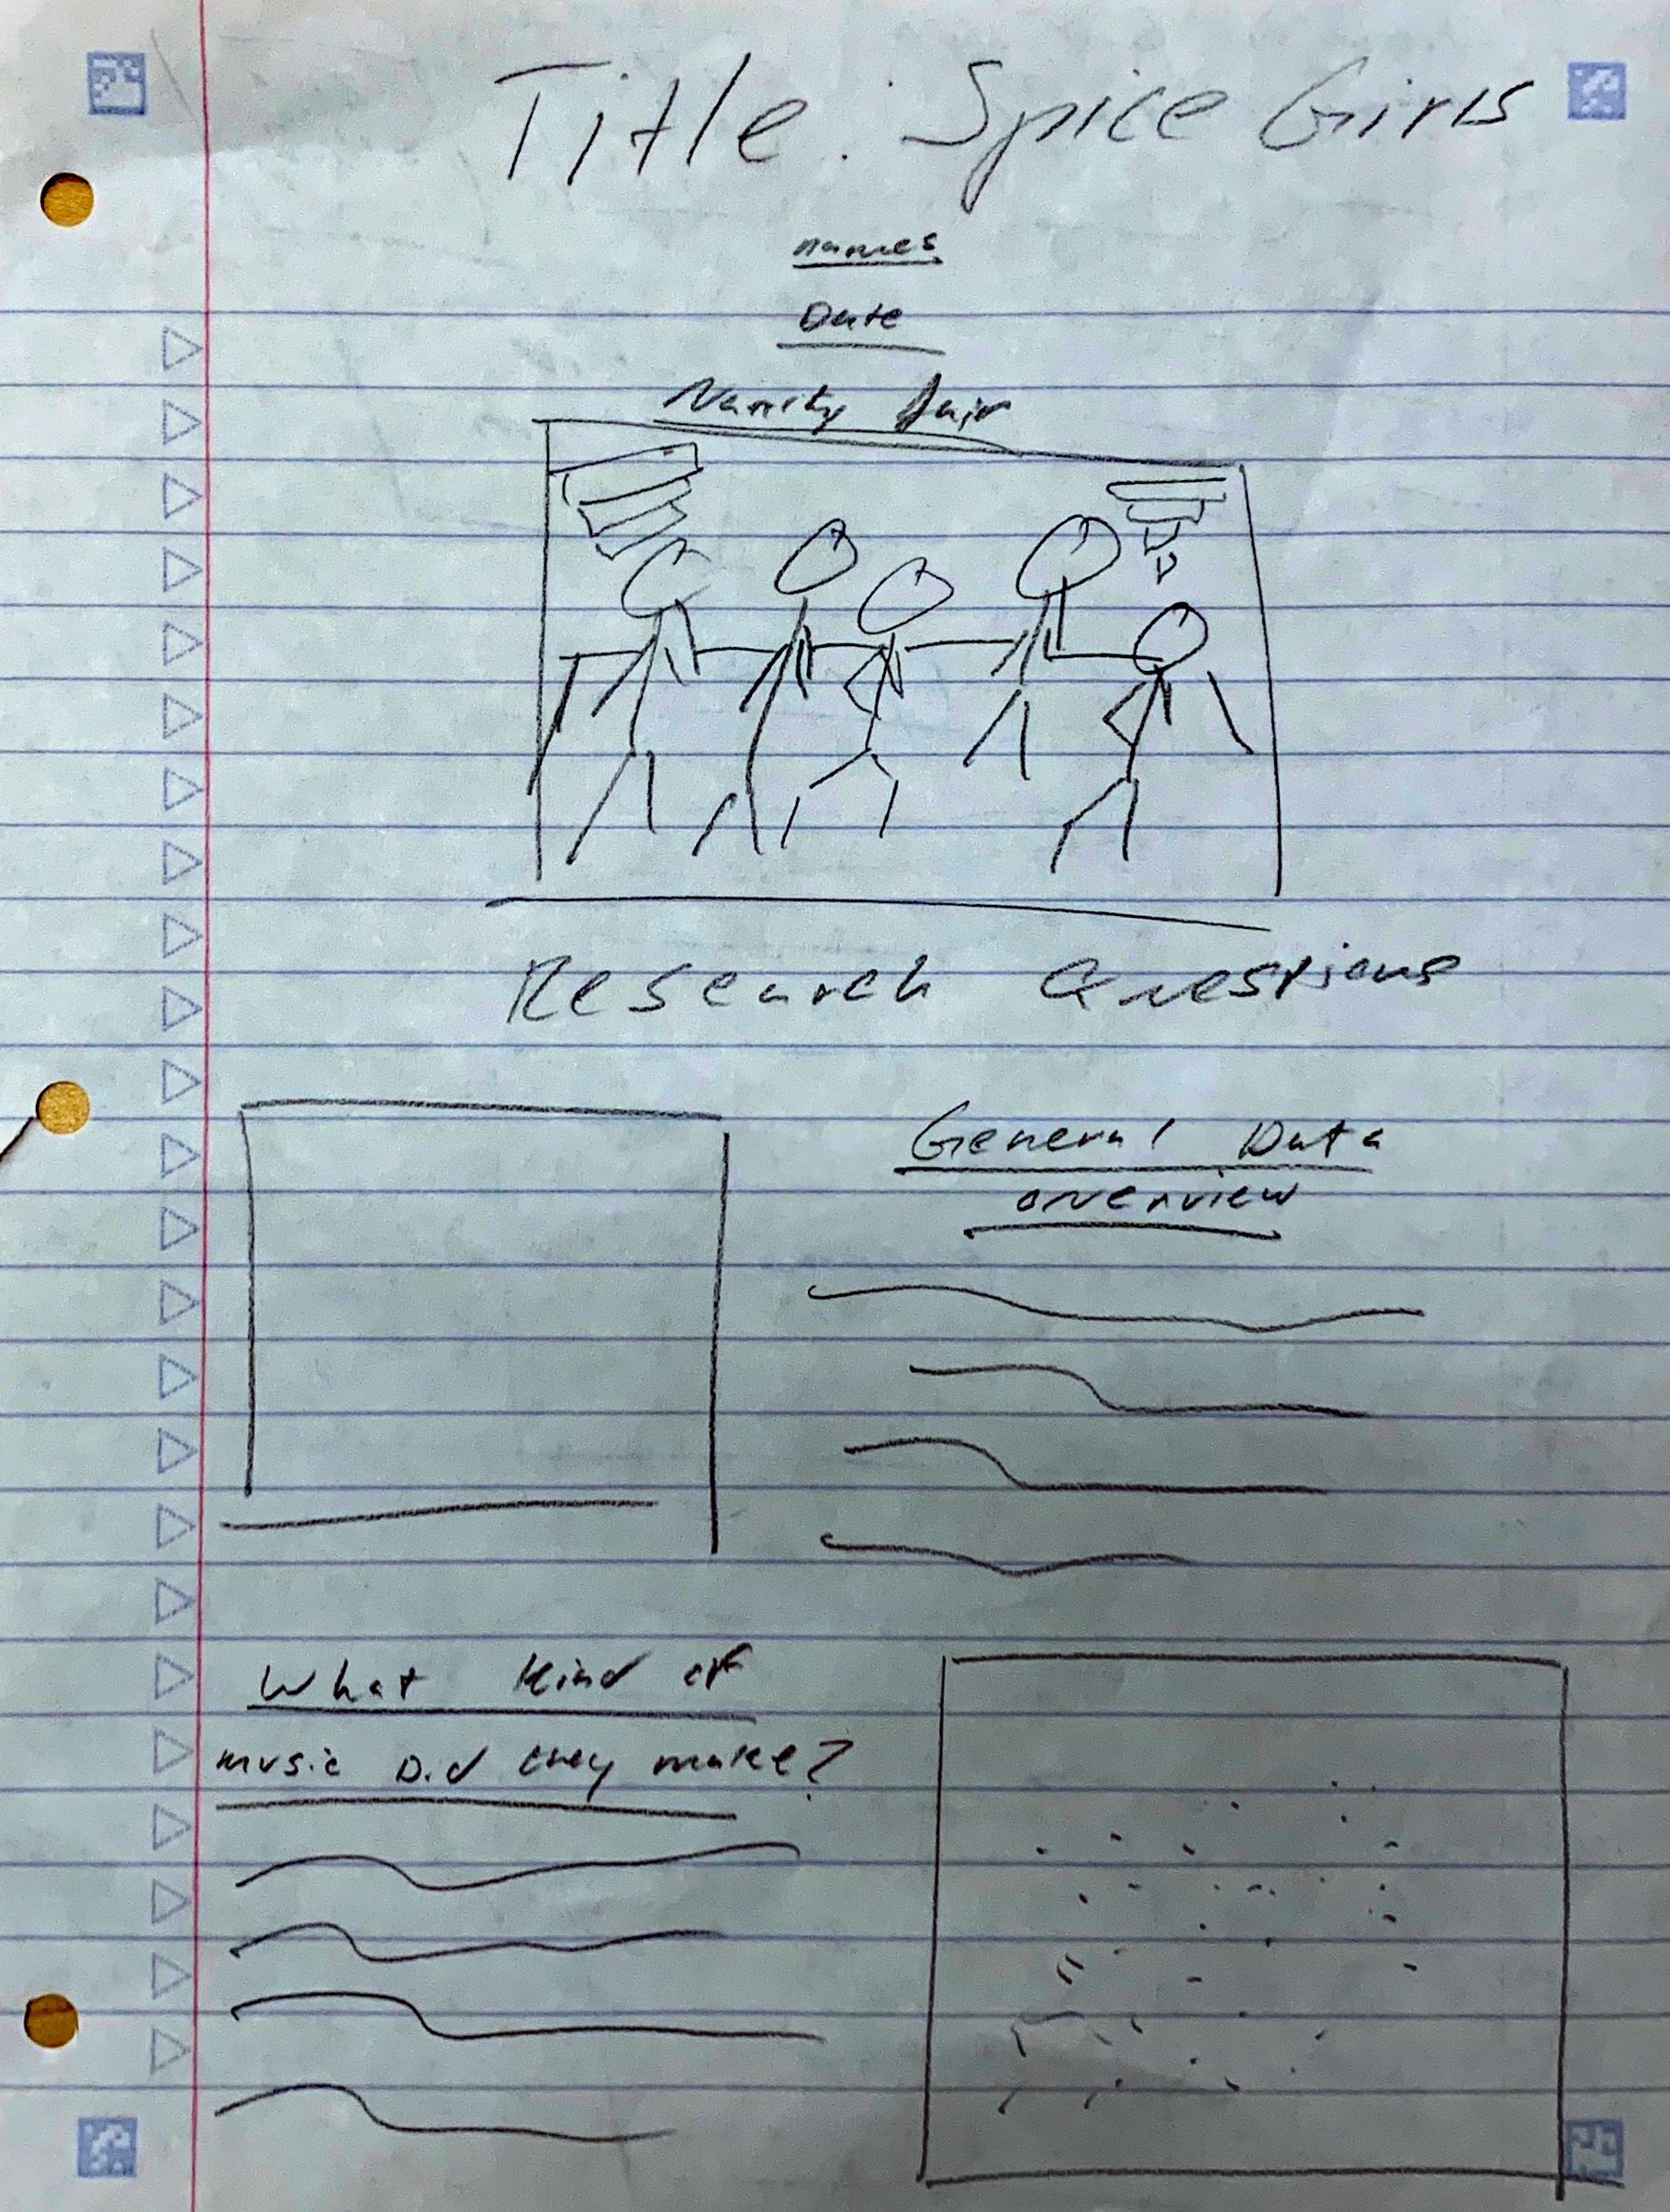 Title: Spice Girls
names
Date
Vanity fair
Research Questions
General Data
overview
What kind of
music Did they make?